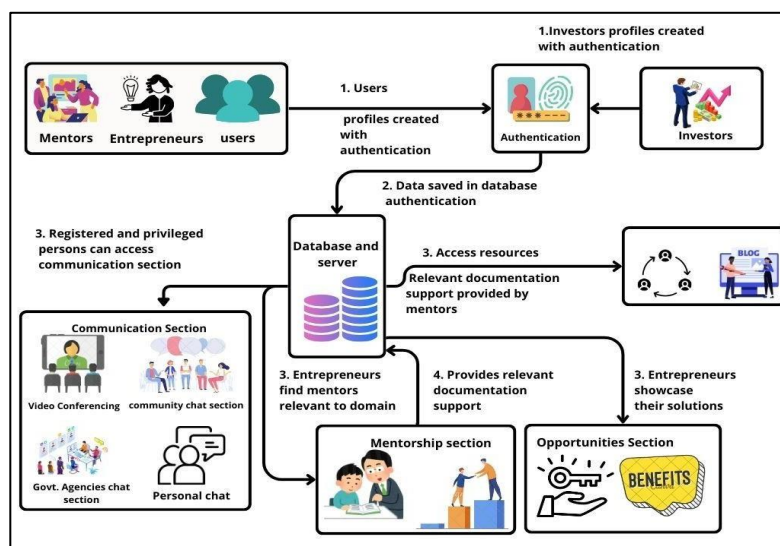 1.Investors profiles created
with authentication
1. Users
profiles created
with
authentication
Mentors
Entrepreneurs
users
Authentication
Investors
2. Data saved in database
authentication
3. Registered and privileged
persons can access
communication section
Database and
server
3. Access resources
Relevant documentation
support provided by
mentors
BLOG
Communication Section
Video Conferencing
community chat section
Govt. Agencies chat
section
Personal chat
3. Entrepreneurs
find mentors
relevant to domain
4. Provides relevant
documentation
support
3. Entrepreneurs
showcase
their solutions
Mentorship section
Opportunities Section
BENEFITS